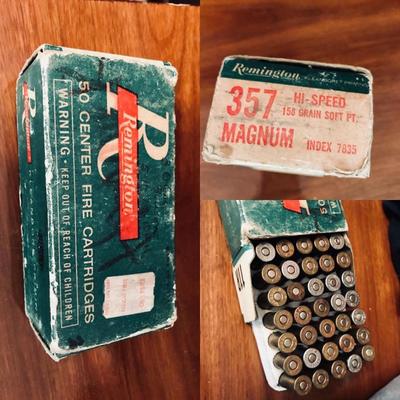 R
Remington
50 CENTER FIRE CARTRIDGES
WARNING · KEEP OUT OF REACH OF CHILDREN
Remington
357
HI-SPEED
158 GRAIN SOFT PT.
MAGNUM
INDEX 7835
R
50